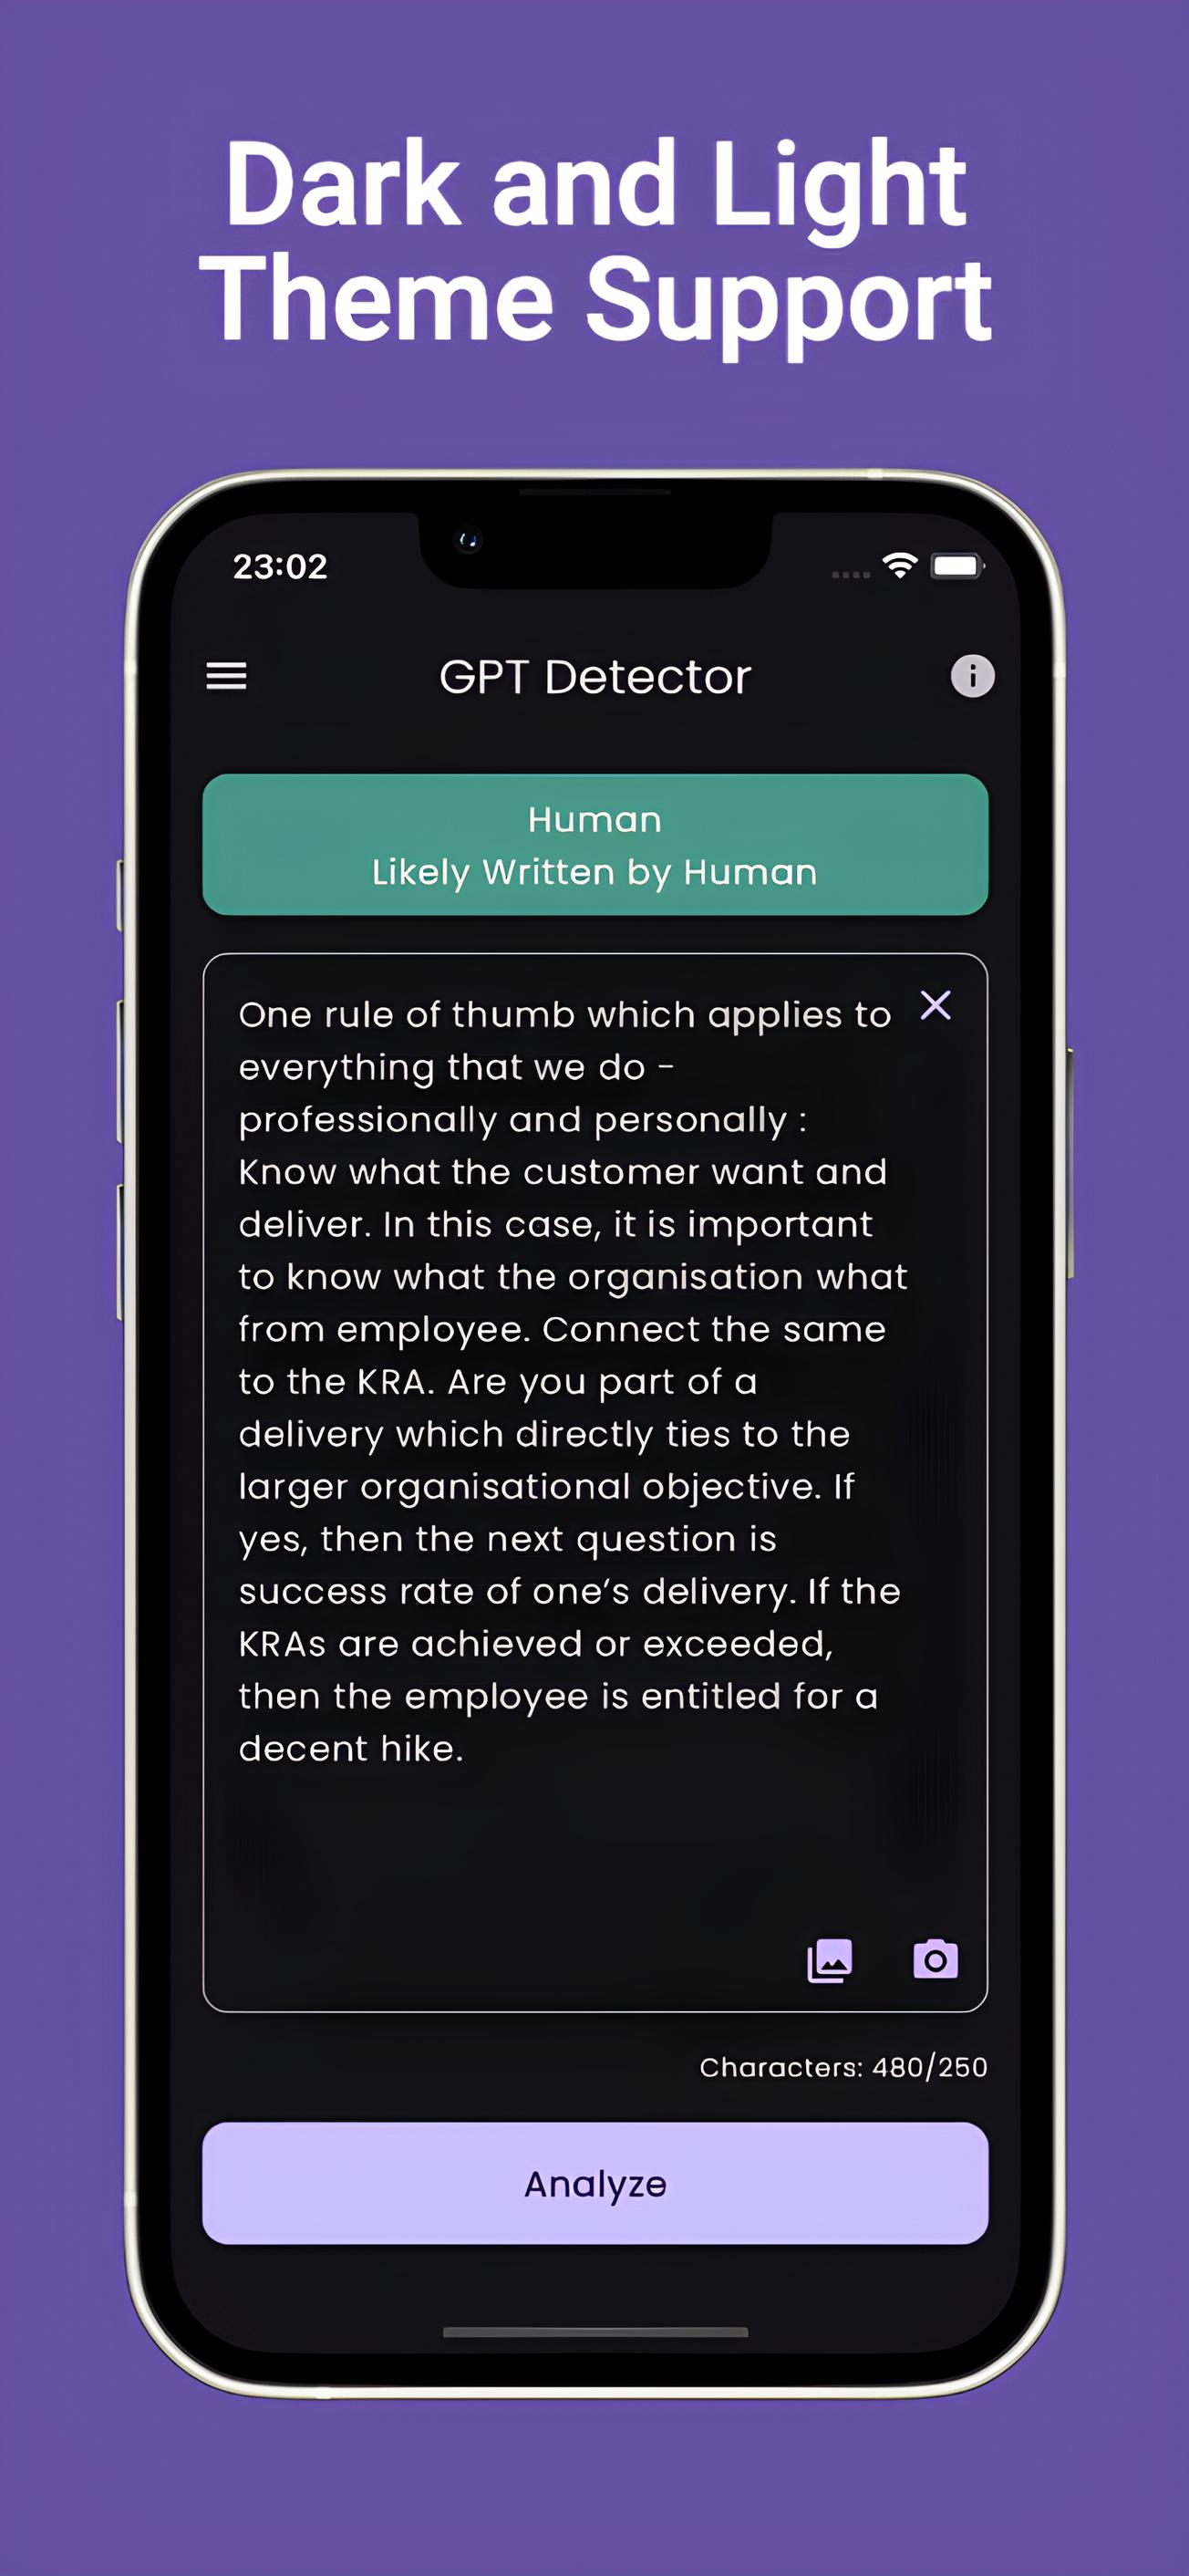 Dark and Light
Theme Support
23:02
GPT Detector
Human
Likely Written by Human
One rule of thumb which applies to
everything that we do -
professionally and personally :
Know what the customer want and
deliver. In this case, it is important
to know what the organisation what
from employee. Connect the same
to the KRA. Are you part of a
delivery which directly ties to the
larger organisational objective. If
yes, then the next question is
success rate of one’s delivery. If the
KRAs are achieved or exceeded,
then the employee is entitled for a
decent hike.
Characters: 480/250
Analyze